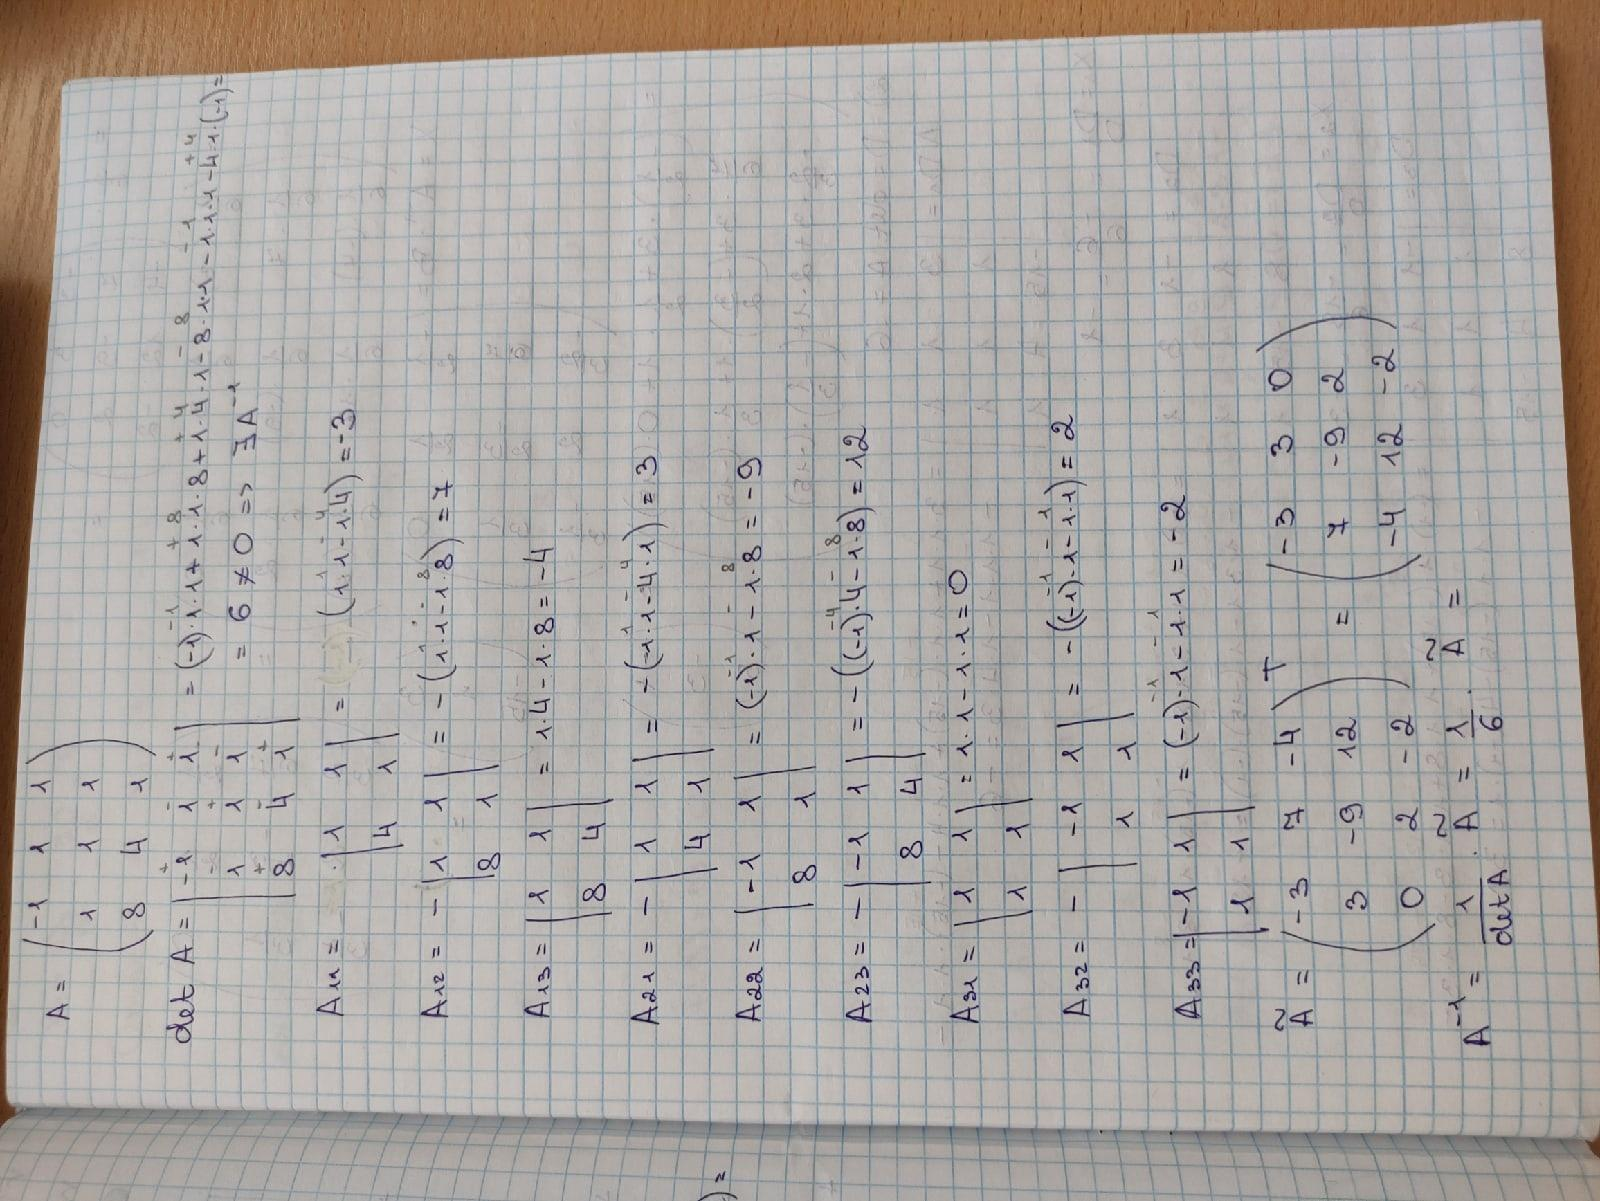 A = ( -1 1 1
1 1 1
8 4 1 )
det A = | -1 1 1 | = (-1)·1·1+1·1·8+1·4·1-8·1·1-1·1·1-4·1·(-1)=
1 1 1 = 6 ≠ 0 => ∃A⁻¹
8 4 1
A11 = | 1 1 | = (1·1-1·4)=-3
4 1
A12 = - | 1 1 | = -(1·1-1·8)=7
8 1
A13 = | 1 1 | = 1·4-1·8=-4
8 4
A21 = - | 1 1 | = -(1·1-4·1)=3
4 1
A22 = | -1 1 | = (-1)·1-1·8=-9
8 1
A23 = - | -1 1 | = -((-1)·4-1·8)=12
8 4
A31 = | 1 1 | = 1·1-1·1=0
1 1
A32 = - | -1 1 | = -((-1)·1-1·1)=2
1 1
A33 = | -1 1 | = (-1)·1-1·1=-2
1 1
Ã = ( -3 7 -4 )ᵀ = ( -3 3 0 )
3 -9 12 7 -9 2
0 2 -2 -4 12 -2
A⁻¹ = 1/det A · Ã = 1/6 · Ã =